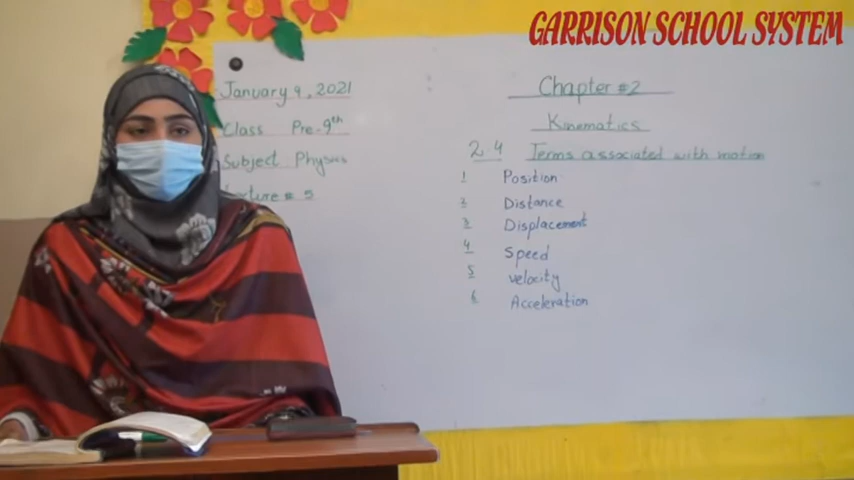 GARRISON SCHOOL SYSTEM
January 9, 2021
Class Pre-9th
Subject Physics
Lecture # 5
Chapter #2
Kinematics
2.4 Terms associated with motion
1 Position
2 Distance
3 Displacement
4 Speed
5 velocity
6 Acceleration